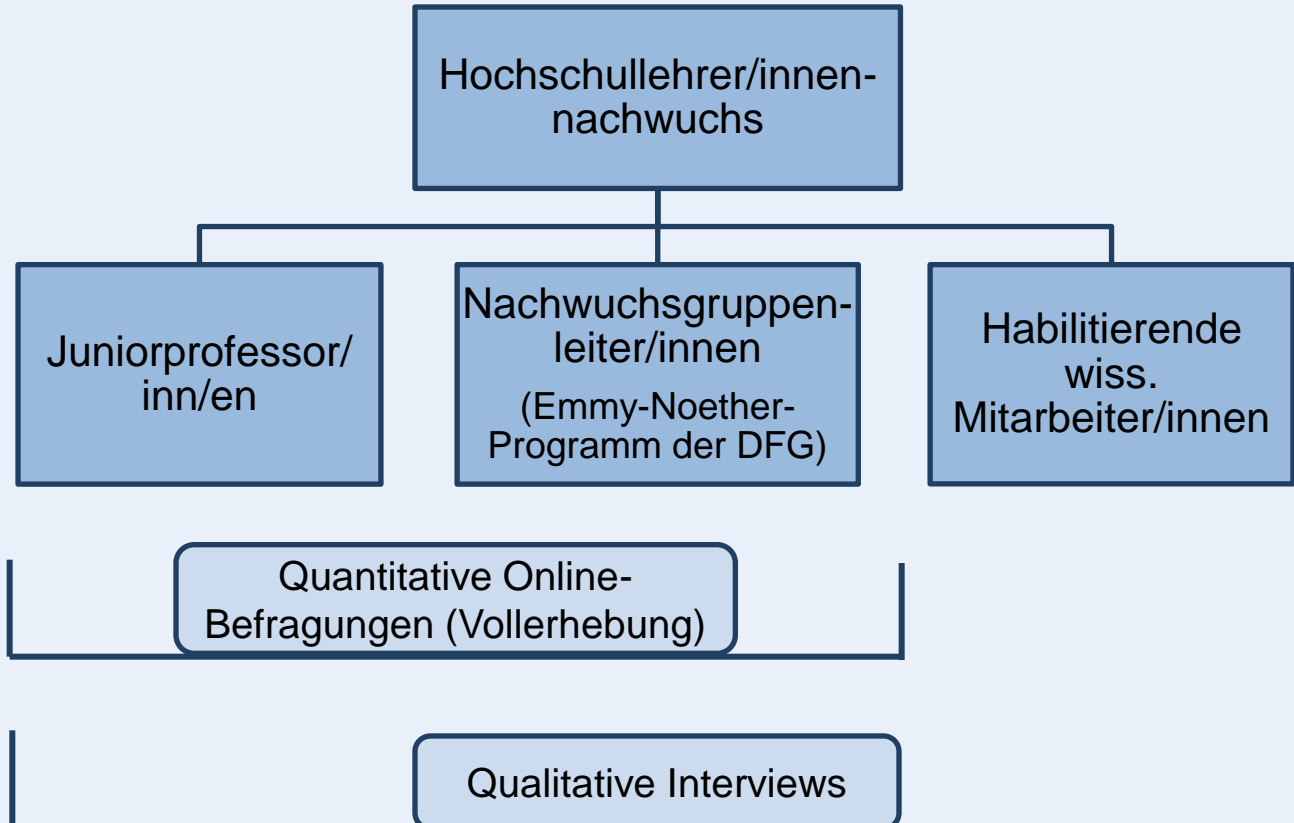 Hochschullehrer/innen-
nachwuchs
Juniorprofessor/
inn/en
Nachwuchsgruppen-
leiter/innen
(Emmy-Noether-
Programm der DFG)
Habilitierende
wiss.
Mitarbeiter/innen
Quantitative Online-
Befragungen (Vollerhebung)
Qualitative Interviews